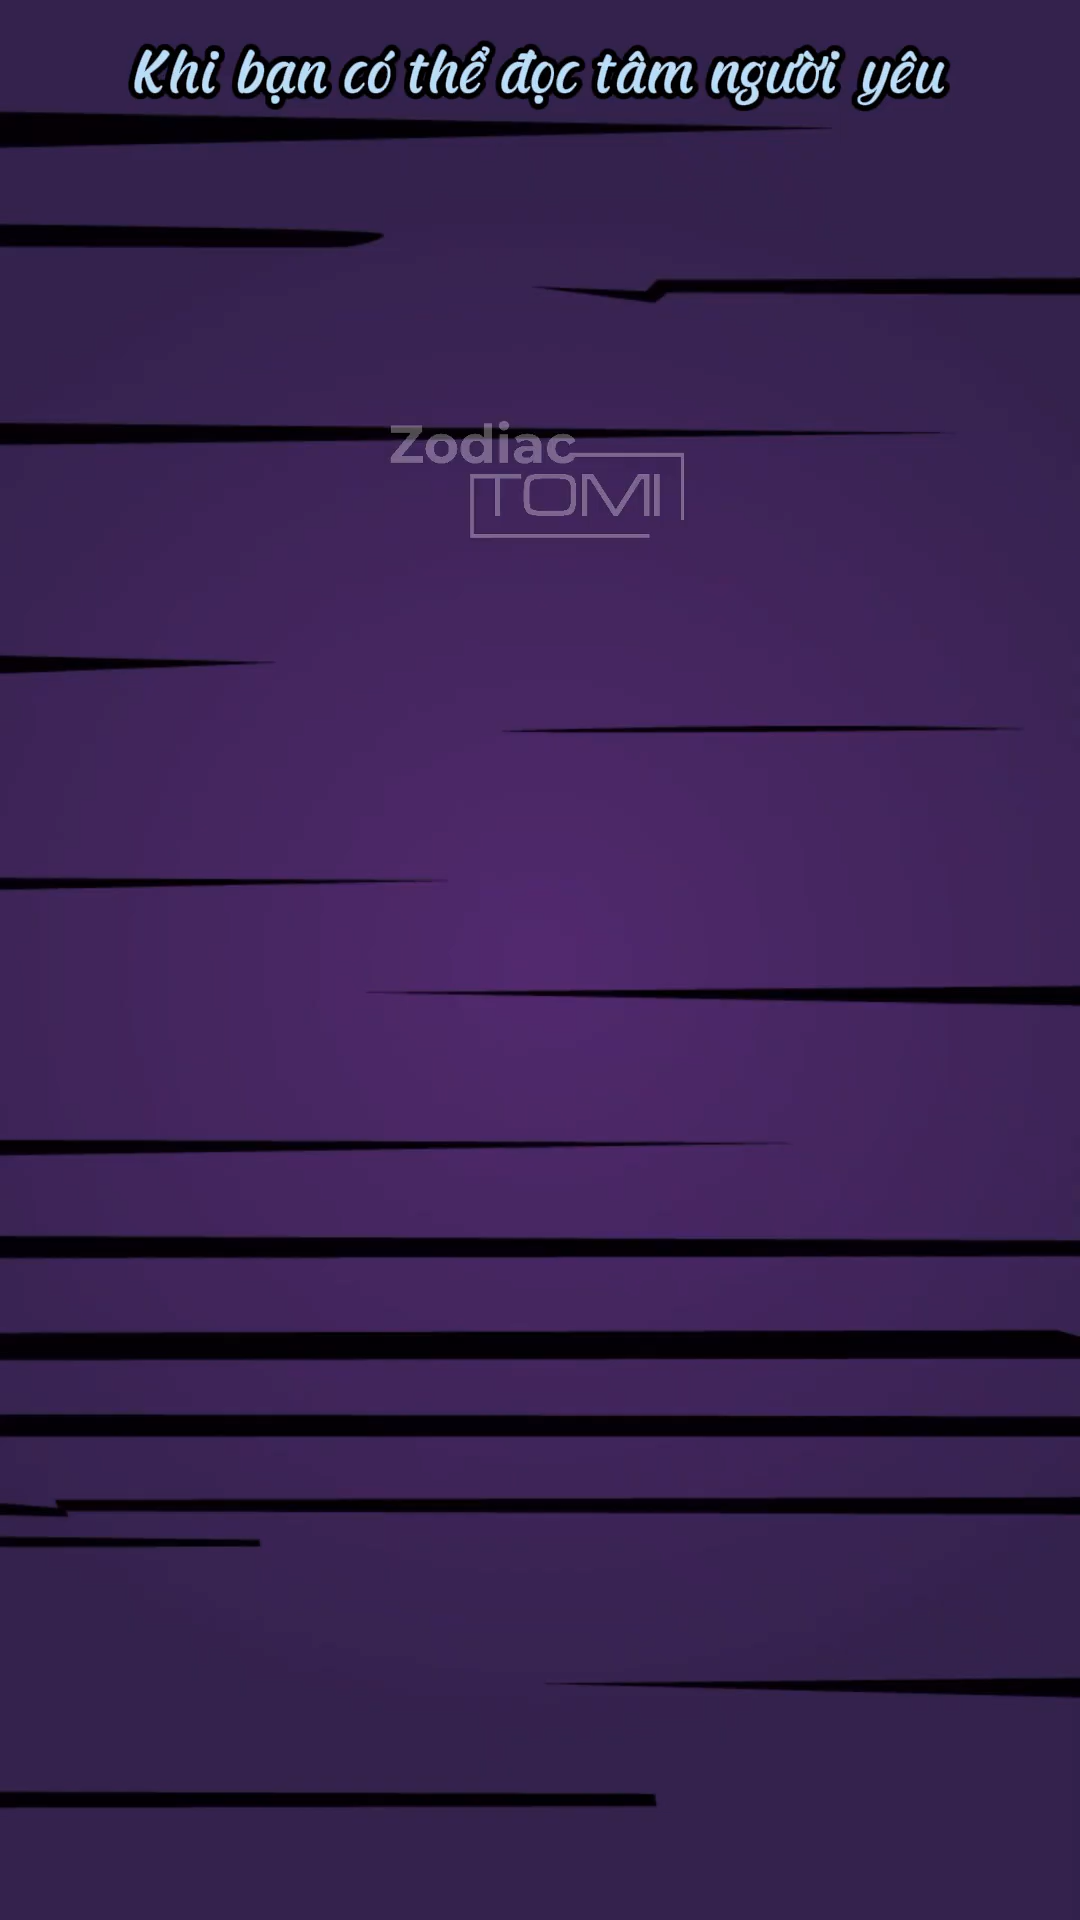 Khi bạn có thể đọc tâm người yêu
Zodiac
TOMI